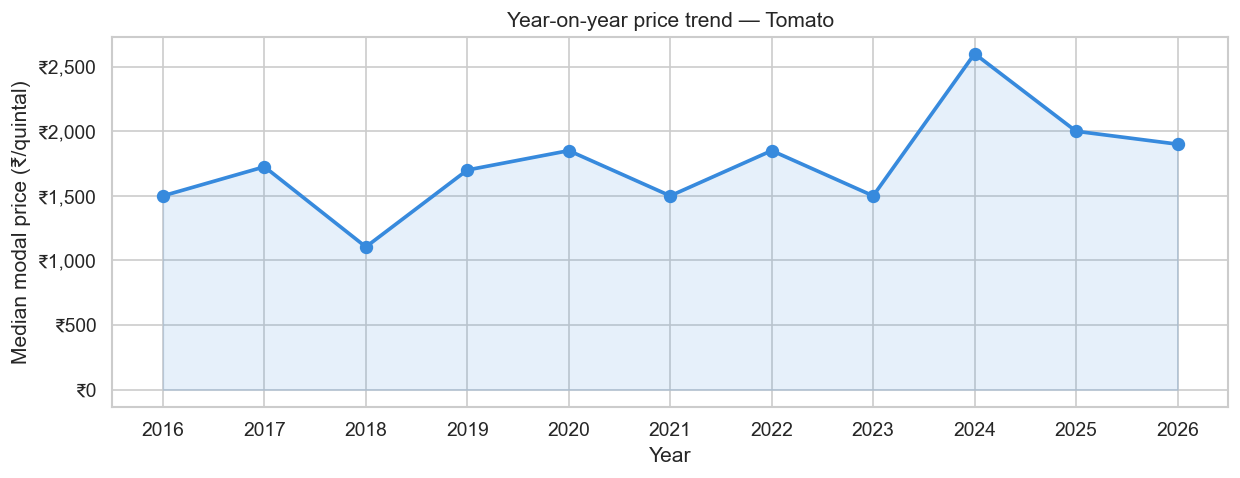 Year-on-year price trend — Tomato
Median modal price (₹/quintal)
₹2,500
₹2,000
₹1,500
₹1,000
₹500
₹0
2016 2017 2018 2019 2020 2021 2022 2023 2024 2025 2026
Year